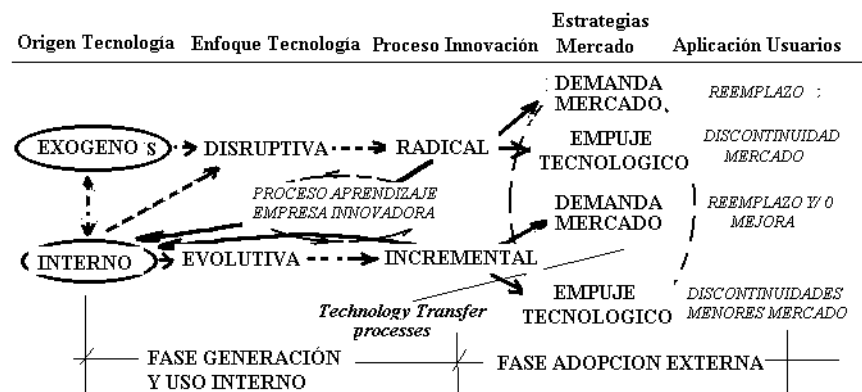 Estrategias
Origen Tecnología Enfoque Tecnología Proceso Innovación Mercado Aplicación Usuarios
DEMANDA
MERCADO
REEMPLAZO :
EXOGENO S DISRUPTIVA RADICAL
EMPUJE
TECNOLOGICO
DISCONTINUIDAD
MERCADO
PROCESO APRENDIZAJE
EMPRESA INNOVADORA
DEMANDA
MERCADO
REEMPLAZO Y/ 0
MEJORA
INTERNO EVOLUTIVA INCREMENTAL
EMPUJE
TECNOLOGICO
DISCONTINUIDADES
MENORES MERCADO
Technology Transfer
processes
FASE GENERACIÓN
Y USO INTERNO
FASE ADOPCION EXTERNA